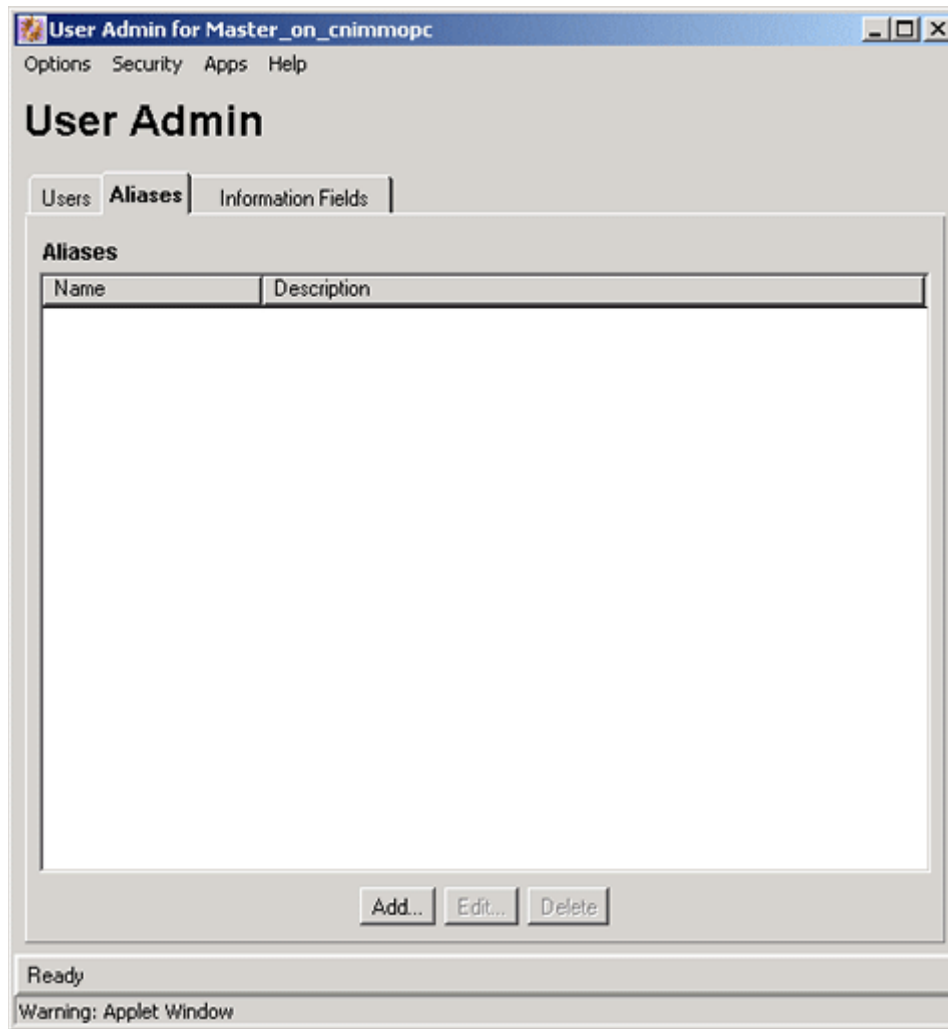 User Admin for Master_on_cnimmopc
Options Security Apps Help
User Admin
Users Aliases Information Fields
Aliases
Name Description
Add... Edit... Delete
Ready
Warning: Applet Window